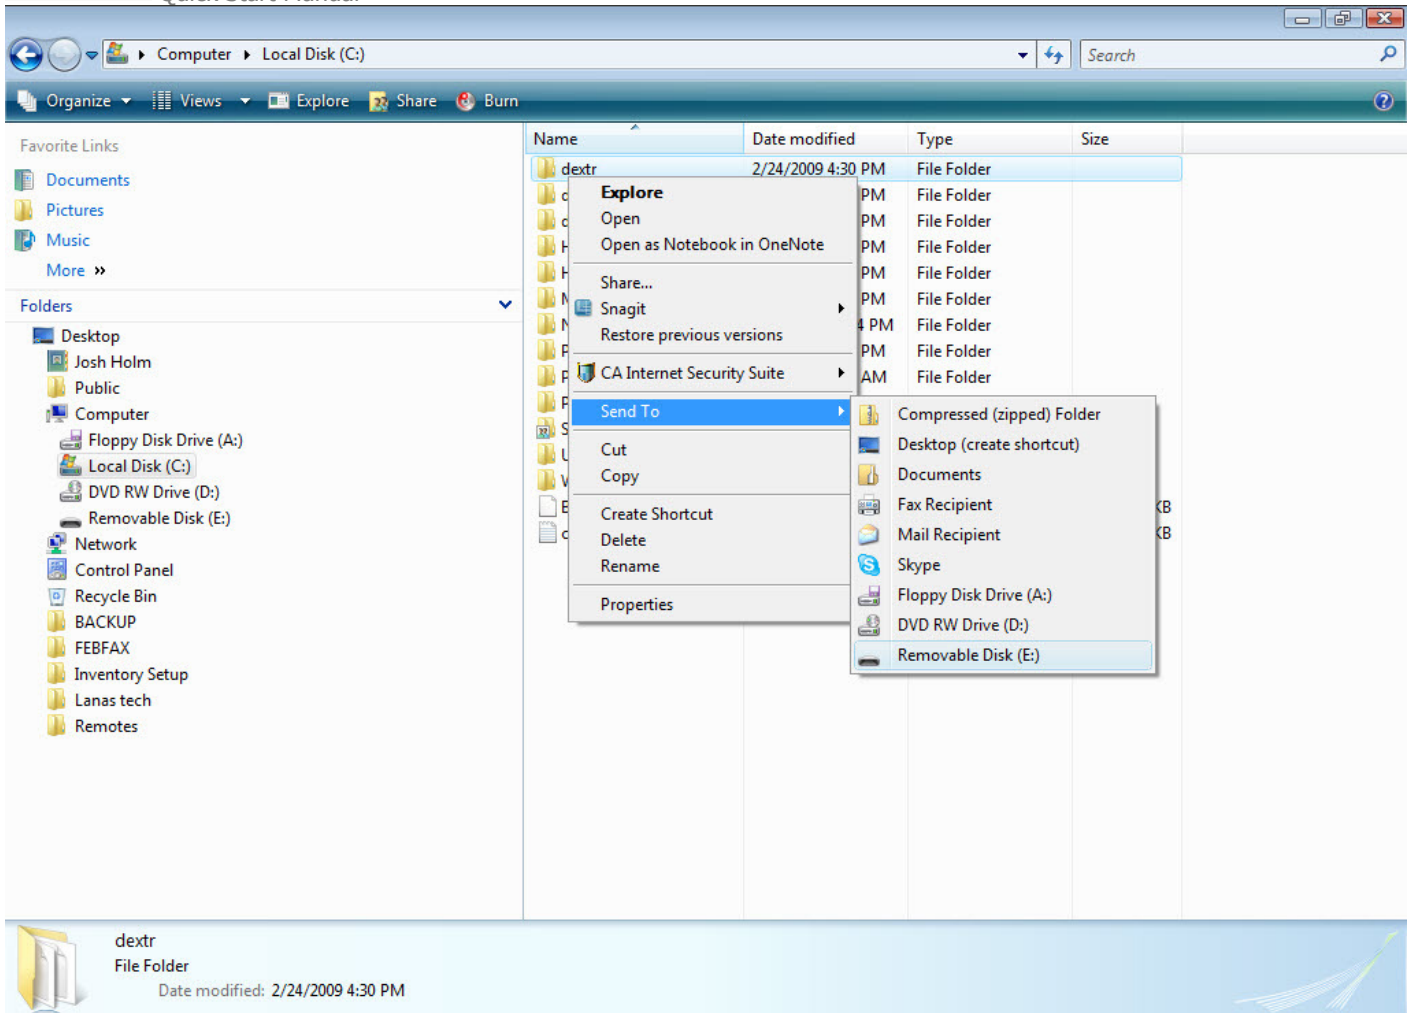 Quick Start Manual
Computer Local Disk (C:)
Search
Organize Views Explore Share Burn
Favorite Links
Documents
Pictures
Music
More »
Folders
Desktop
Josh Holm
Public
Computer
Floppy Disk Drive (A:)
Local Disk (C:)
DVD RW Drive (D:)
Removable Disk (E:)
Network
Control Panel
Recycle Bin
BACKUP
FEBFAX
Inventory Setup
Lanas tech
Remotes
Name Date modified Type Size
dextr 2/24/2009 4:30 PM File Folder
PM File Folder
PM File Folder
PM File Folder
PM File Folder
PM File Folder
4 PM File Folder
PM File Folder
AM File Folder
KB
KB
Explore
Open
Open as Notebook in OneNote
Share...
Snagit
Restore previous versions
CA Internet Security Suite
Send To
Cut
Copy
Create Shortcut
Delete
Rename
Properties
Compressed (zipped) Folder
Desktop (create shortcut)
Documents
Fax Recipient
Mail Recipient
Skype
Floppy Disk Drive (A:)
DVD RW Drive (D:)
Removable Disk (E:)
dextr
File Folder
Date modified: 2/24/2009 4:30 PM